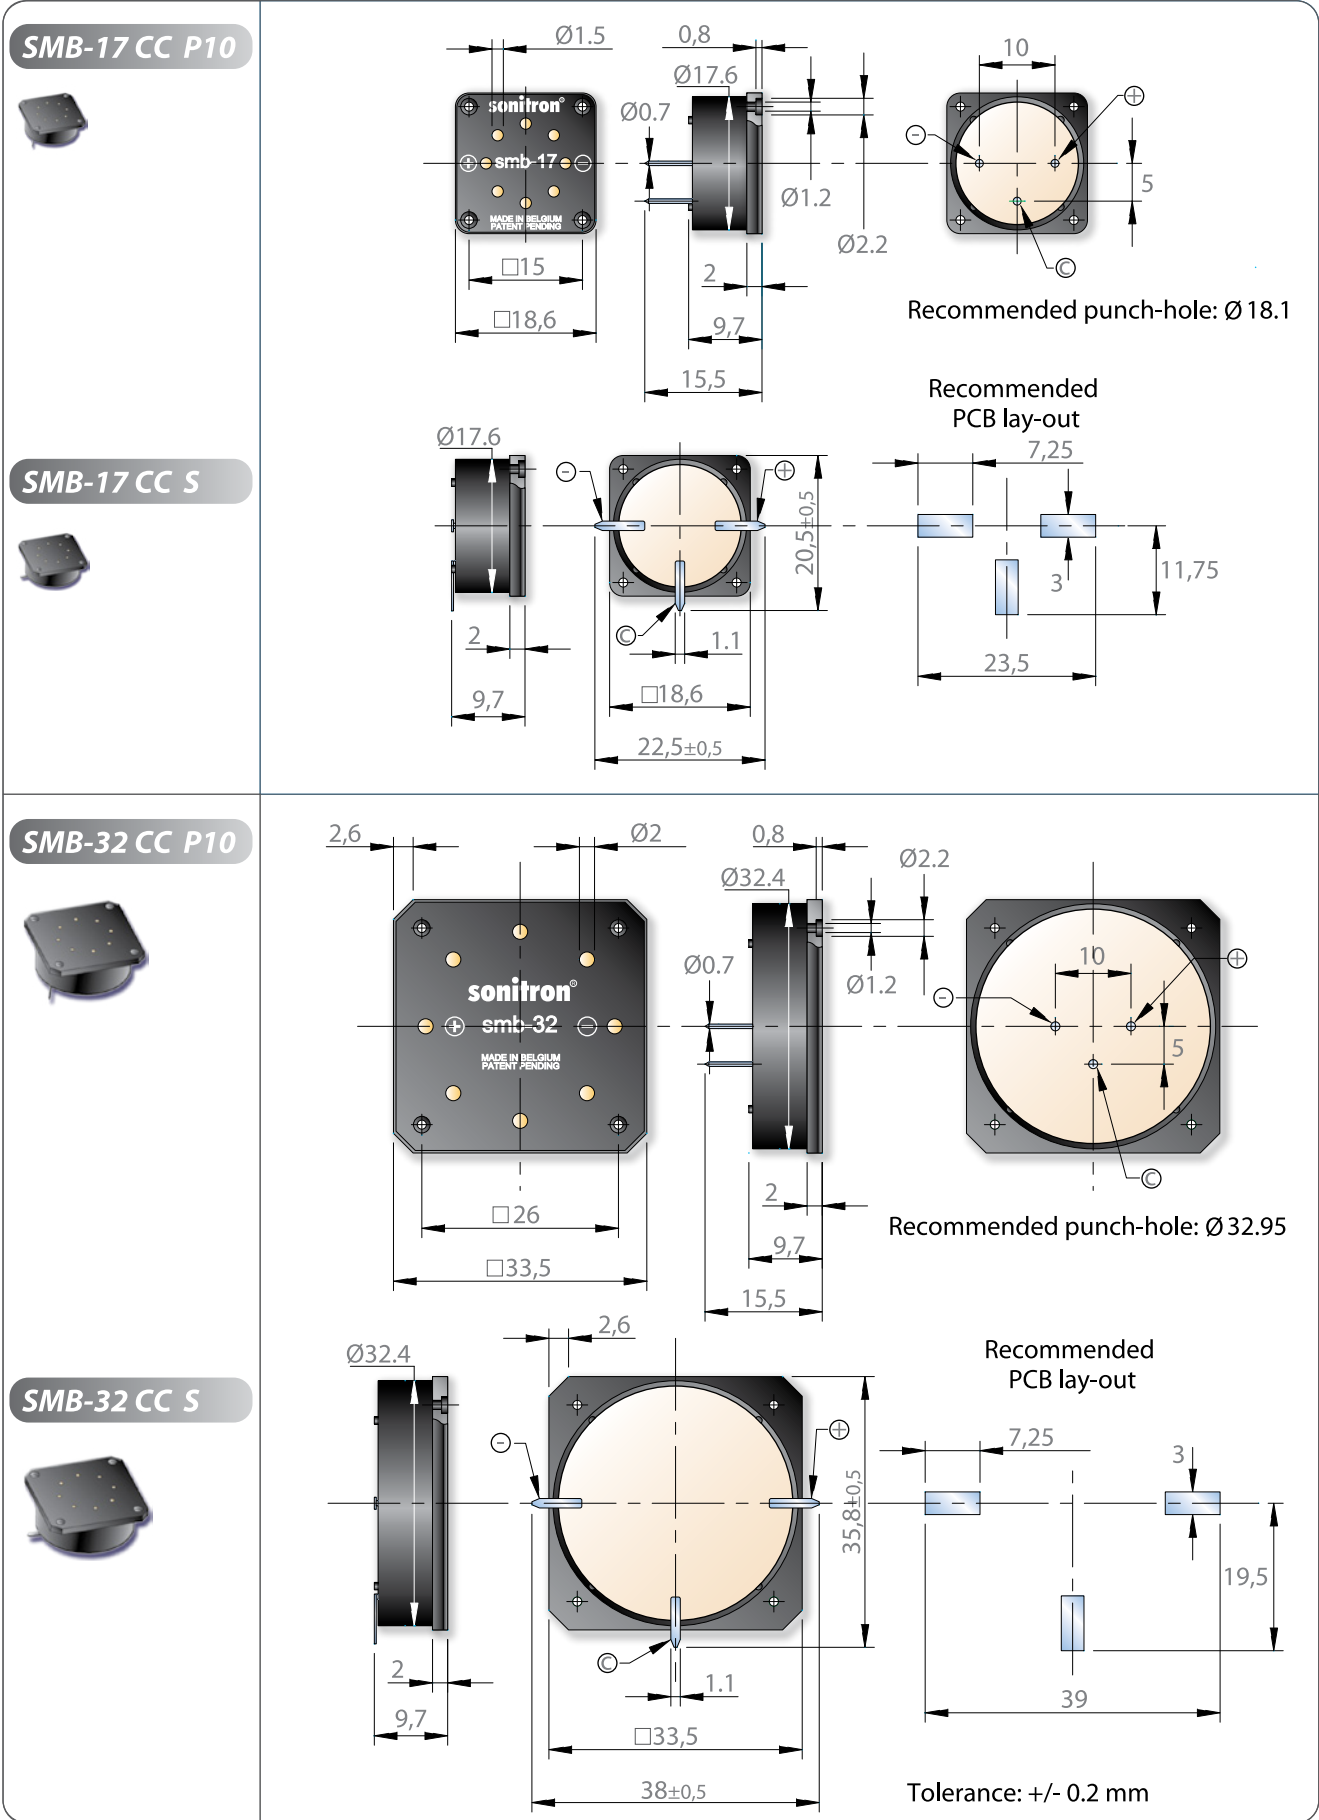 SMB-17 CC P10
Ø1.5
0,8
Ø17.6
Ø0.7
Ø1.2
Ø2.2
10
5
sonitron®
+ smb-17 −
MADE IN BELGIUM
PATENT PENDING
□15
□18,6
2
9,7
15,5
−
+
©
Recommended punch-hole: Ø 18.1
SMB-17 CC S
Ø17.6
2
9,7
−
+
©
20,5±0,5
1.1
□18,6
22,5±0,5
Recommended
PCB lay-out
7,25
3
11,75
23,5
SMB-32 CC P10
2,6
Ø2
0,8
Ø2.2
Ø32.4
Ø0.7
Ø1.2
sonitron®
+ smb-32 −
MADE IN BELGIUM
PATENT PENDING
□26
□33,5
2
9,7
15,5
10
5
−
+
©
Recommended punch-hole: Ø 32.95
SMB-32 CC S
Ø32.4
2,6
2
9,7
−
+
©
35,8±0,5
1.1
□33,5
38±0,5
Recommended
PCB lay-out
7,25
3
19,5
39
Tolerance: +/- 0.2 mm